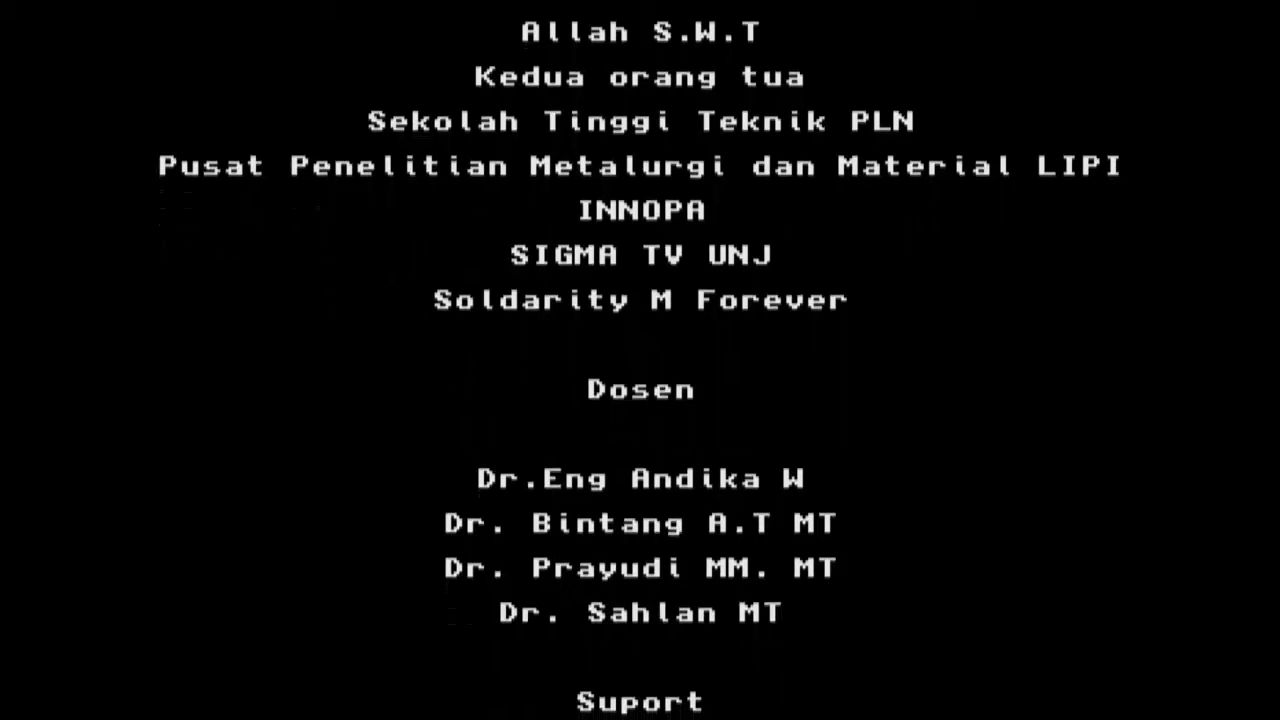 Allah S.W.T
Kedua orang tua
Sekolah Tinggi Teknik PLN
Pusat Penelitian Metalurgi dan Material LIPI
INNOPA
SIGMA TV UNJ
Soldarity M Forever
Dosen
Dr.Eng Andika W
Dr. Bintang A.T MT
Dr. Prayudi MM. MT
Dr. Sahlan MT
Suport